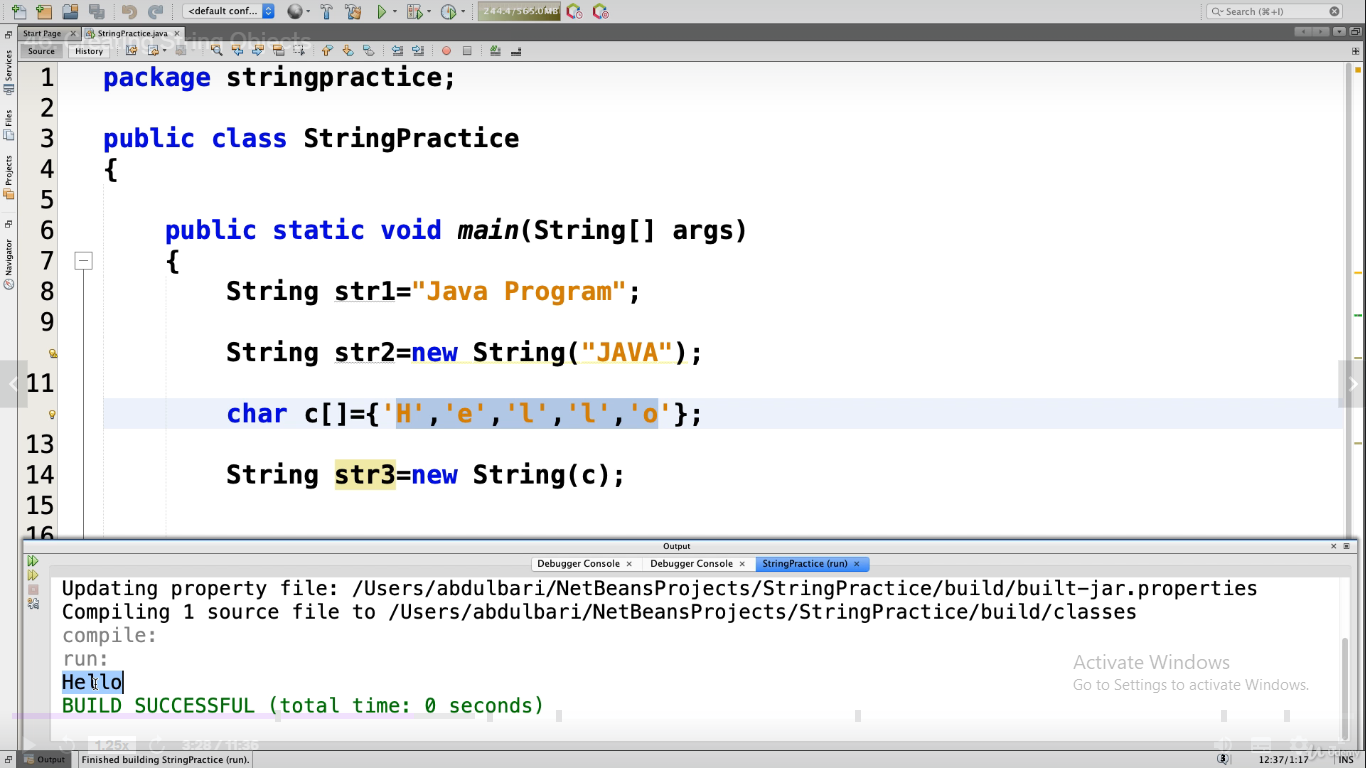 <default conf...
244.4/565.0MB
Search (⌘+I)
Start Page
StringPractice.java
Creating String Objects
Source
History
Services
Files
Projects
Navigator
1 package stringpractice;
2
3 public class StringPractice
4 {
5
6 public static void main(String[] args)
7 {
8 String str1="Java Program";
9
String str2=new String("JAVA");
11
char c[]={'H','e','l','l','o'};
13
14 String str3=new String(c);
15
16
Output
Debugger Console
Debugger Console
StringPractice (run)
Updating property file: /Users/abdulbari/NetBeansProjects/StringPractice/build/built-jar.properties
Compiling 1 source file to /Users/abdulbari/NetBeansProjects/StringPractice/build/classes
compile:
run:
Hello
BUILD SUCCESSFUL (total time: 0 seconds)
Activate Windows
Go to Settings to activate Windows.
1.25x
3:28 / 11:36
Output
Finished building StringPractice (run).
3
12:37/1:17
INS